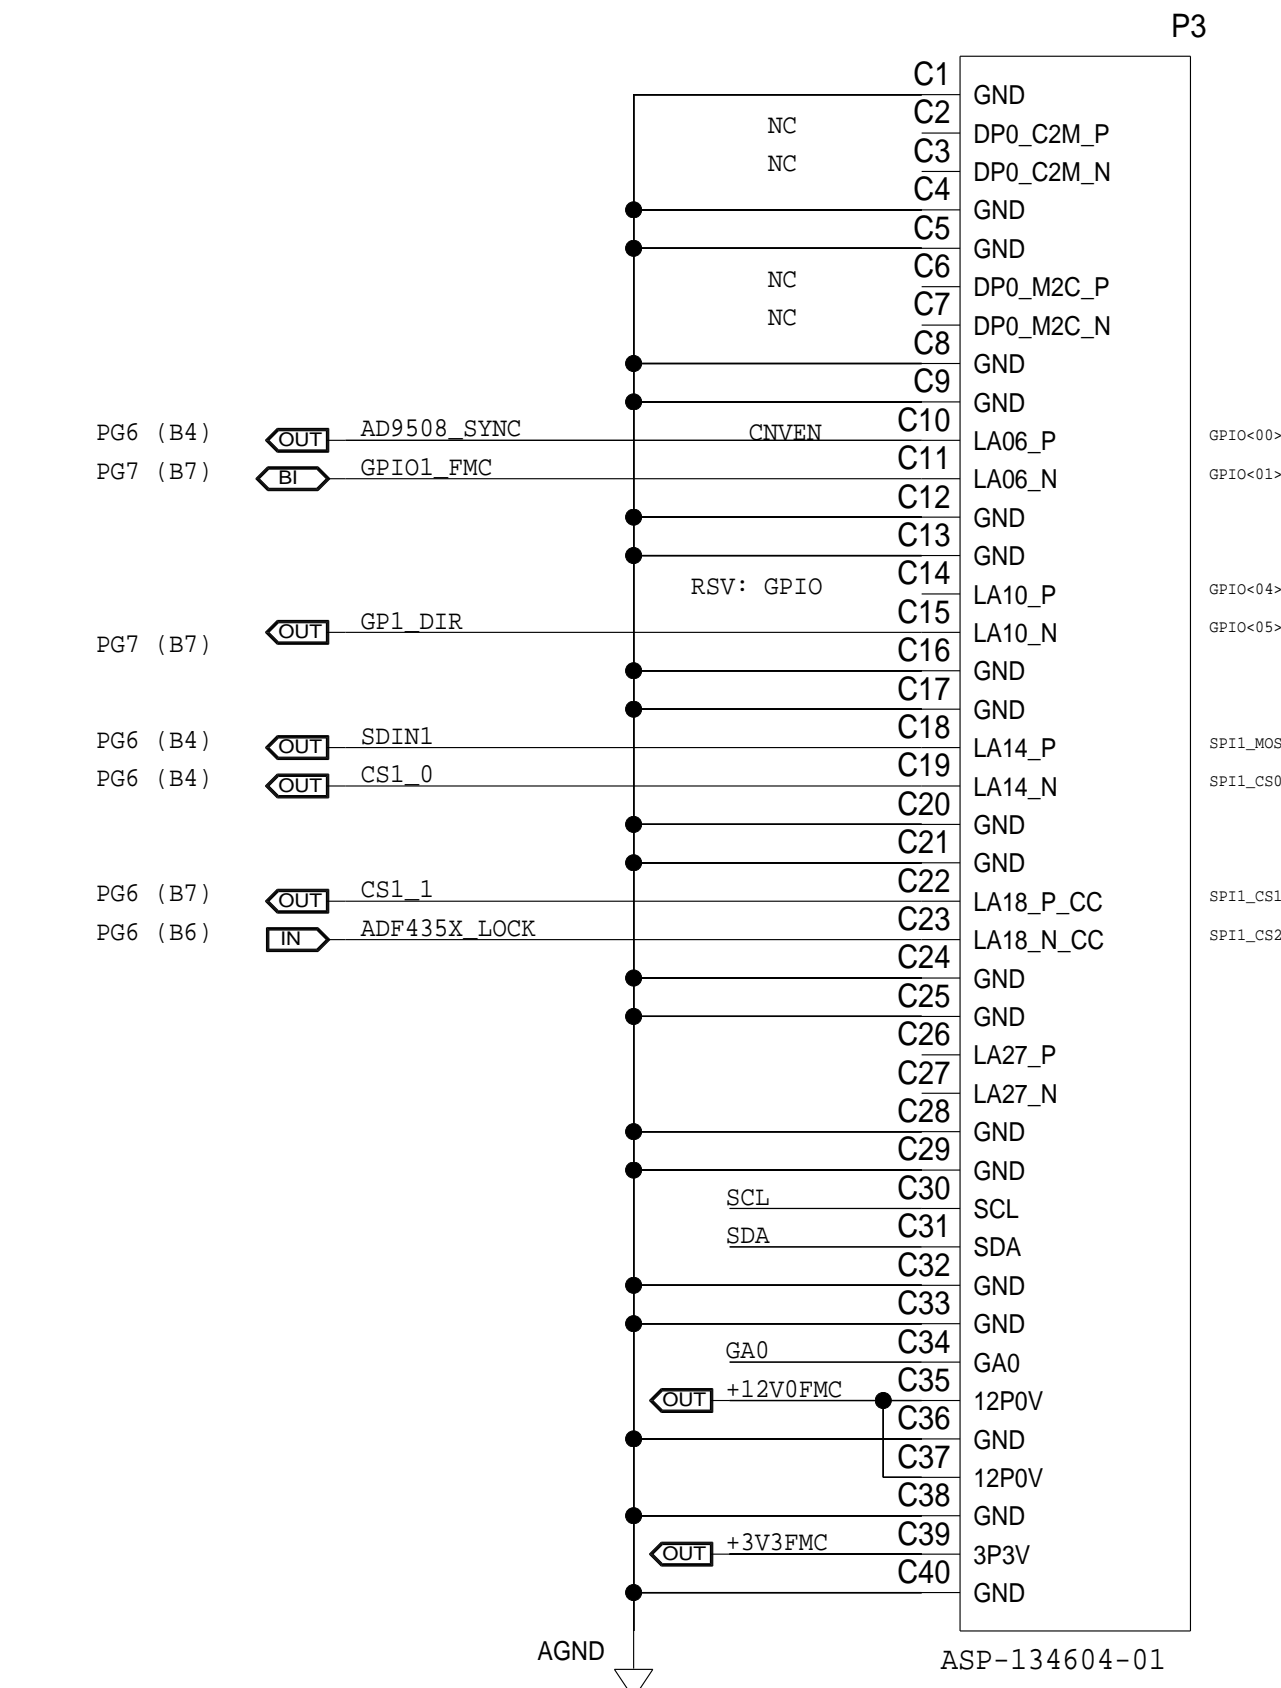 P3
C1 GND
NC C2 DP0_C2M_P
NC C3 DP0_C2M_N
C4 GND
C5 GND
NC C6 DP0_M2C_P
NC C7 DP0_M2C_N
C8 GND
C9 GND
PG6 (B4) OUT AD9508_SYNC CNVEN C10 LA06_P GPIO<00>
PG7 (B7) BI GPIO1_FMC C11 LA06_N GPIO<01>
C12 GND
C13 GND
RSV: GPIO C14 LA10_P GPIO<04>
PG7 (B7) OUT GP1_DIR C15 LA10_N GPIO<05>
C16 GND
C17 GND
PG6 (B4) OUT SDIN1 C18 LA14_P SPI1_MOS
PG6 (B4) OUT CS1_0 C19 LA14_N SPI1_CS0
C20 GND
C21 GND
PG6 (B7) OUT CS1_1 C22 LA18_P_CC SPI1_CS1
PG6 (B6) IN ADF435X_LOCK C23 LA18_N_CC SPI1_CS2
C24 GND
C25 GND
C26 LA27_P
C27 LA27_N
C28 GND
C29 GND
SCL C30 SCL
SDA C31 SDA
C32 GND
C33 GND
GA0 C34 GA0
OUT +12V0FMC C35 12P0V
C36 GND
C37 12P0V
C38 GND
OUT +3V3FMC C39 3P3V
C40 GND
AGND
ASP-134604-01